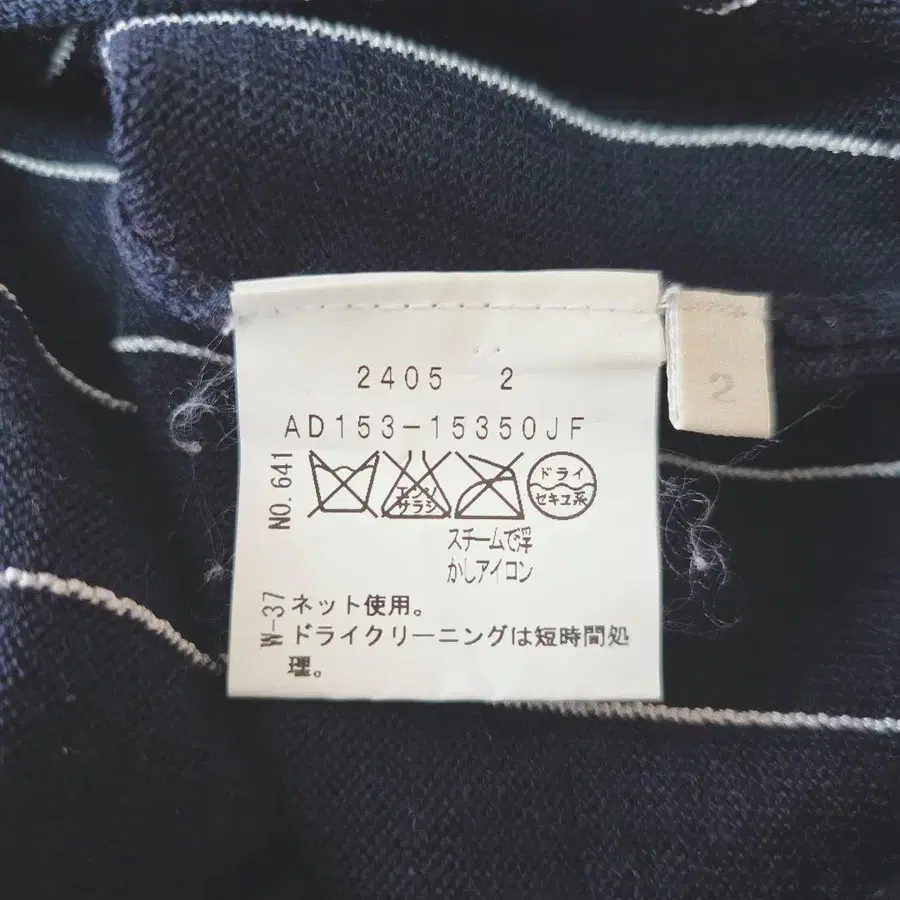 2405 2
AD153-15350JF
NO.641
エンソ
サラシ
ドライ
セキユ系
スチームで浮
かしアイロン
W-37
ネット使用。
ドライクリーニングは短時間処
理。
2